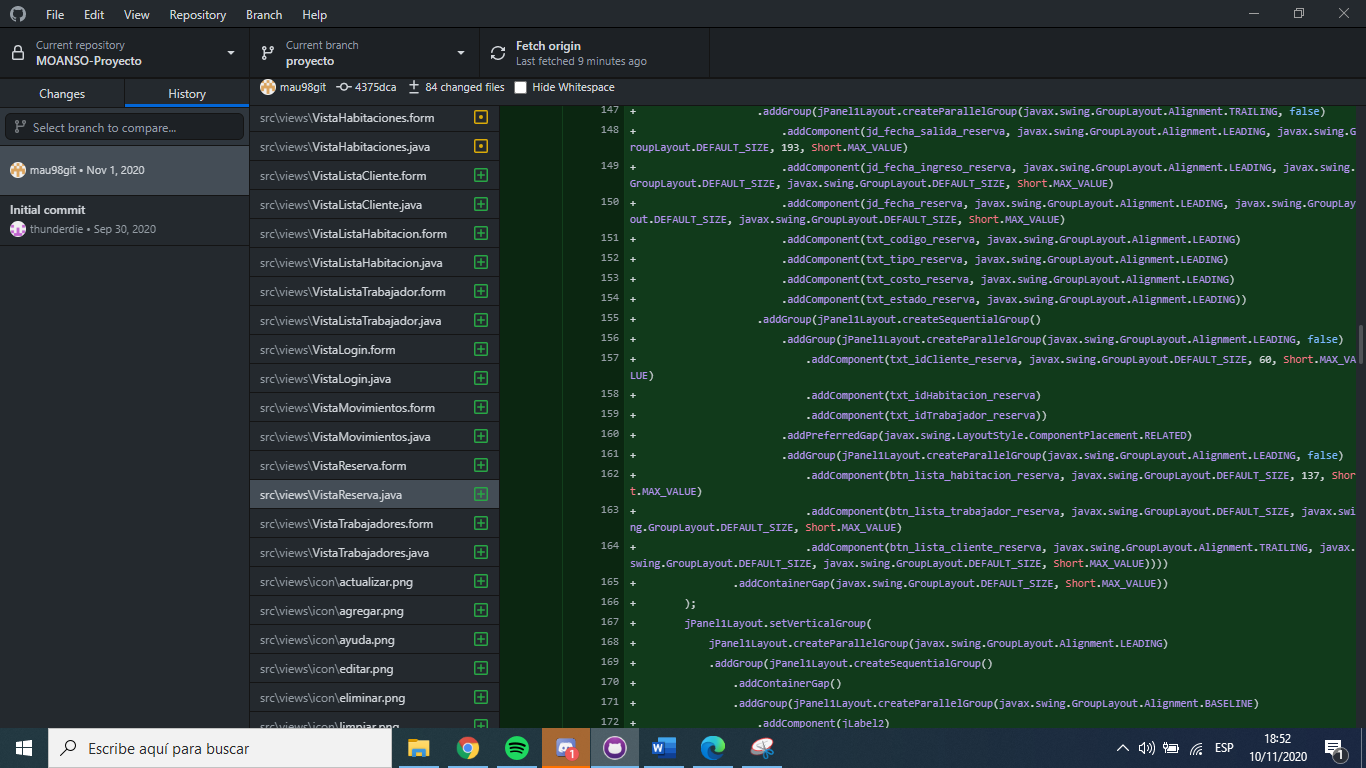 File Edit View Repository Branch Help
Current repository
MOANSO-Proyecto
Current branch
proyecto
Fetch origin
Last fetched 9 minutes ago
Changes
History
Select branch to compare...
mau98git • Nov 1, 2020
Initial commit
thunderdie • Sep 30, 2020
mau98git 4375dca 84 changed files Hide Whitespace
src\views\VistaHabitaciones.form
src\views\VistaHabitaciones.java
src\views\VistaListaCliente.form
src\views\VistaListaCliente.java
src\views\VistaListaHabitacion.form
src\views\VistaListaHabitacion.java
src\views\VistaListaTrabajador.form
src\views\VistaListaTrabajador.java
src\views\VistaLogin.form
src\views\VistaLogin.java
src\views\VistaMovimientos.form
src\views\VistaMovimientos.java
src\views\VistaReserva.form
src\views\VistaReserva.java
src\views\VistaTrabajadores.form
src\views\VistaTrabajadores.java
src\views\icon\actualizar.png
src\views\icon\agregar.png
src\views\icon\ayuda.png
src\views\icon\editar.png
src\views\icon\eliminar.png
src\views\icon\limpiar.png
147 + .addGroup(jPanel1Layout.createParallelGroup(javax.swing.GroupLayout.Alignment.TRAILING, false)
148 + .addComponent(jd_fecha_salida_reserva, javax.swing.GroupLayout.Alignment.LEADING, javax.swing.G
roupLayout.DEFAULT_SIZE, 193, Short.MAX_VALUE)
149 + .addComponent(jd_fecha_ingreso_reserva, javax.swing.GroupLayout.Alignment.LEADING, javax.swing.
GroupLayout.DEFAULT_SIZE, javax.swing.GroupLayout.DEFAULT_SIZE, Short.MAX_VALUE)
150 + .addComponent(jd_fecha_reserva, javax.swing.GroupLayout.Alignment.LEADING, javax.swing.GroupLay
out.DEFAULT_SIZE, javax.swing.GroupLayout.DEFAULT_SIZE, Short.MAX_VALUE)
151 + .addComponent(txt_codigo_reserva, javax.swing.GroupLayout.Alignment.LEADING)
152 + .addComponent(txt_tipo_reserva, javax.swing.GroupLayout.Alignment.LEADING)
153 + .addComponent(txt_costo_reserva, javax.swing.GroupLayout.Alignment.LEADING)
154 + .addComponent(txt_estado_reserva, javax.swing.GroupLayout.Alignment.LEADING))
155 + .addGroup(jPanel1Layout.createSequentialGroup()
156 + .addGroup(jPanel1Layout.createParallelGroup(javax.swing.GroupLayout.Alignment.LEADING, false)
157 + .addComponent(txt_idCliente_reserva, javax.swing.GroupLayout.DEFAULT_SIZE, 60, Short.MAX_VA
LUE)
158 + .addComponent(txt_idHabitacion_reserva)
159 + .addComponent(txt_idTrabajador_reserva))
160 + .addPreferredGap(javax.swing.LayoutStyle.ComponentPlacement.RELATED)
161 + .addGroup(jPanel1Layout.createParallelGroup(javax.swing.GroupLayout.Alignment.LEADING, false)
162 + .addComponent(btn_lista_habitacion_reserva, javax.swing.GroupLayout.DEFAULT_SIZE, 137, Shor
t.MAX_VALUE)
163 + .addComponent(btn_lista_trabajador_reserva, javax.swing.GroupLayout.DEFAULT_SIZE, javax.swi
ng.GroupLayout.DEFAULT_SIZE, Short.MAX_VALUE)
164 + .addComponent(btn_lista_cliente_reserva, javax.swing.GroupLayout.Alignment.TRAILING, javax.
swing.GroupLayout.DEFAULT_SIZE, javax.swing.GroupLayout.DEFAULT_SIZE, Short.MAX_VALUE))))
165 + .addContainerGap(javax.swing.GroupLayout.DEFAULT_SIZE, Short.MAX_VALUE))
166 + );
167 + jPanel1Layout.setVerticalGroup(
168 + jPanel1Layout.createParallelGroup(javax.swing.GroupLayout.Alignment.LEADING)
169 + .addGroup(jPanel1Layout.createSequentialGroup()
170 + .addContainerGap()
171 + .addGroup(jPanel1Layout.createParallelGroup(javax.swing.GroupLayout.Alignment.BASELINE)
172 + .addComponent(jLabel2)
Escribe aquí para buscar
1
W
ESP
18:52
10/11/2020
1